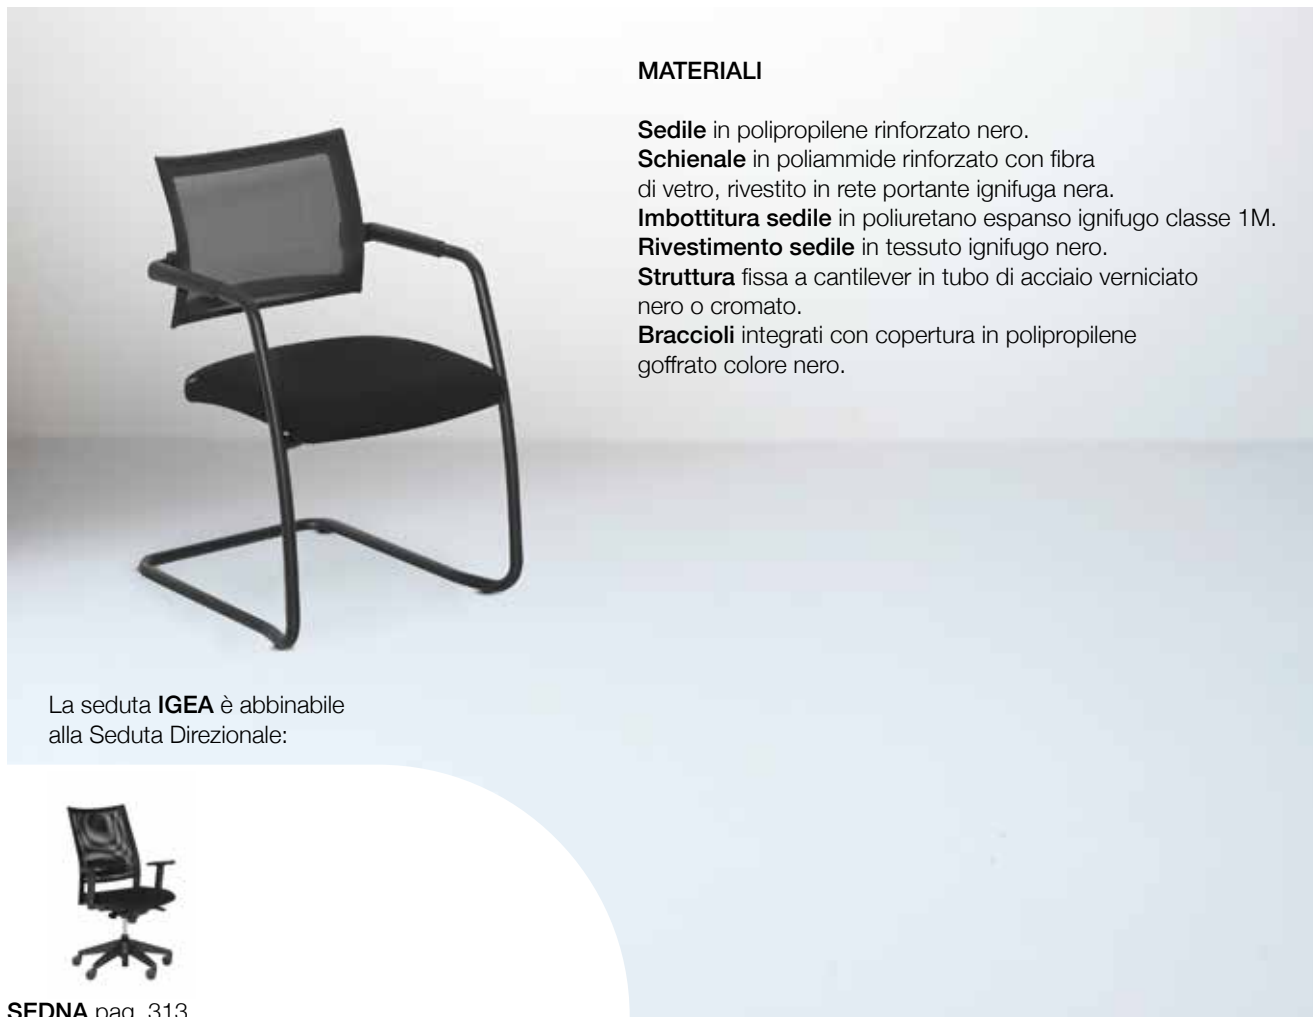 MATERIALI
Sedile in polipropilene rinforzato nero.
Schienale in poliammide rinforzato con fibra
di vetro, rivestito in rete portante ignifuga nera.
Imbottitura sedile in poliuretano espanso ignifugo classe 1M.
Rivestimento sedile in tessuto ignifugo nero.
Struttura fissa a cantilever in tubo di acciaio verniciato
nero o cromato.
Braccioli integrati con copertura in polipropilene
goffrato colore nero.
La seduta IGEA è abbinabile
alla Seduta Direzionale:
SEDNA pag. 313